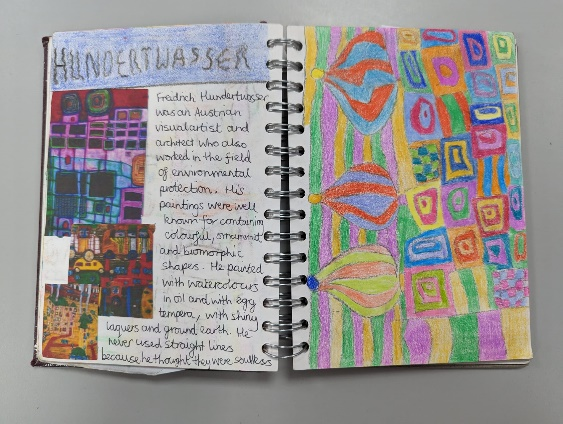 HUNDERTWASSER
Friedrich Hundertwasser
was an Austrian
visual artist and
architect who also
worked in the field
of environmental
protection. His
paintings were well
known for containing
colourful, ornamental
and biomorphic
shapes. He painted
with watercolours
in oil and with egg
tempera, with shiny
laquers and ground earth. He
never used straight lines
because he thought they were soulless